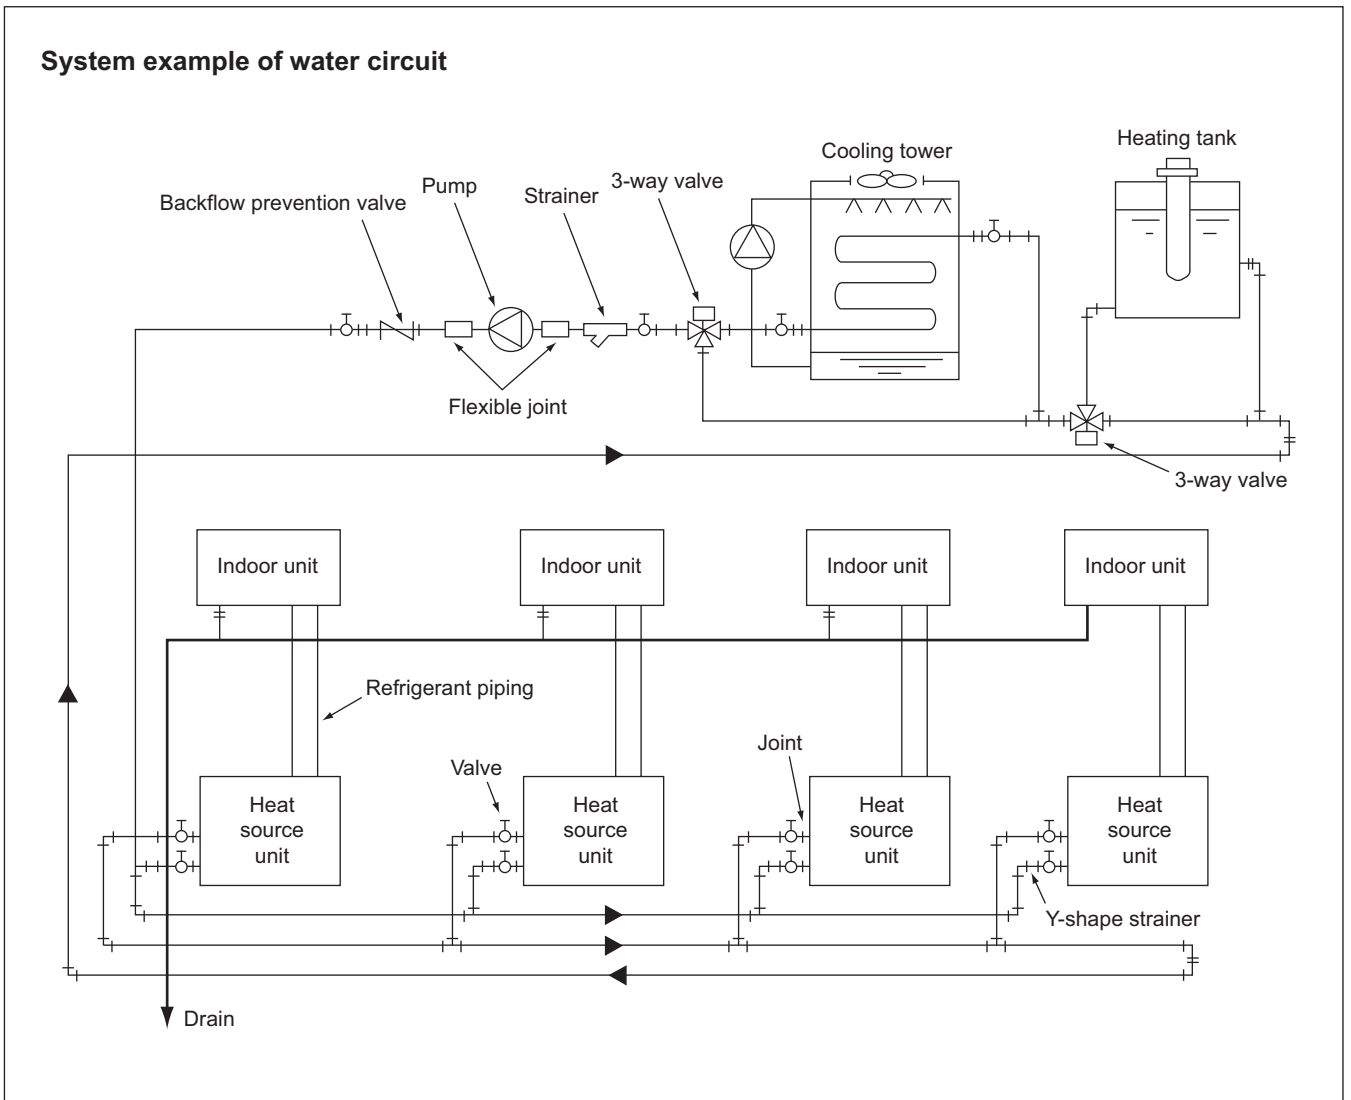 System example of water circuit
Heating tank
Cooling tower
3-way valve
Pump
Strainer
Backflow prevention valve
Flexible joint
3-way valve
Indoor unit
Indoor unit
Indoor unit
Indoor unit
Refrigerant piping
Joint
Valve
Heat
source
unit
Heat
source
unit
Heat
source
unit
Heat
source
unit
Y-shape strainer
Drain